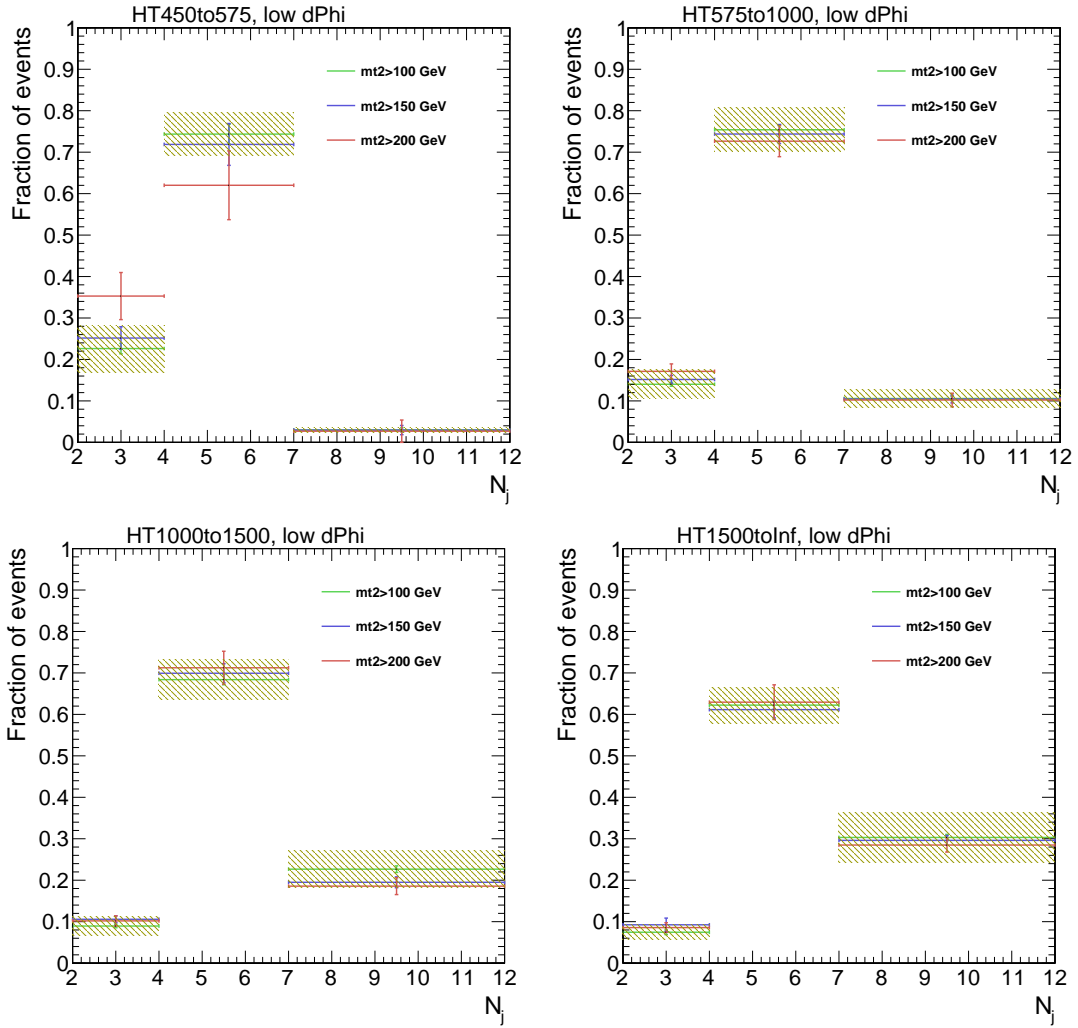 HT450to575, low dPhi
Fraction of events
1
0.9
0.8
0.7
0.6
0.5
0.4
0.3
0.2
0.1
0
mt2>100 GeV
mt2>150 GeV
mt2>200 GeV
2 3 4 5 6 7 8 9 10 11 12
N_j
HT575to1000, low dPhi
Fraction of events
1
0.9
0.8
0.7
0.6
0.5
0.4
0.3
0.2
0.1
0
mt2>100 GeV
mt2>150 GeV
mt2>200 GeV
2 3 4 5 6 7 8 9 10 11 12
N_j
HT1000to1500, low dPhi
Fraction of events
1
0.9
0.8
0.7
0.6
0.5
0.4
0.3
0.2
0.1
0
mt2>100 GeV
mt2>150 GeV
mt2>200 GeV
2 3 4 5 6 7 8 9 10 11 12
N_j
HT1500toInf, low dPhi
Fraction of events
1
0.9
0.8
0.7
0.6
0.5
0.4
0.3
0.2
0.1
0
mt2>100 GeV
mt2>150 GeV
mt2>200 GeV
2 3 4 5 6 7 8 9 10 11 12
N_j